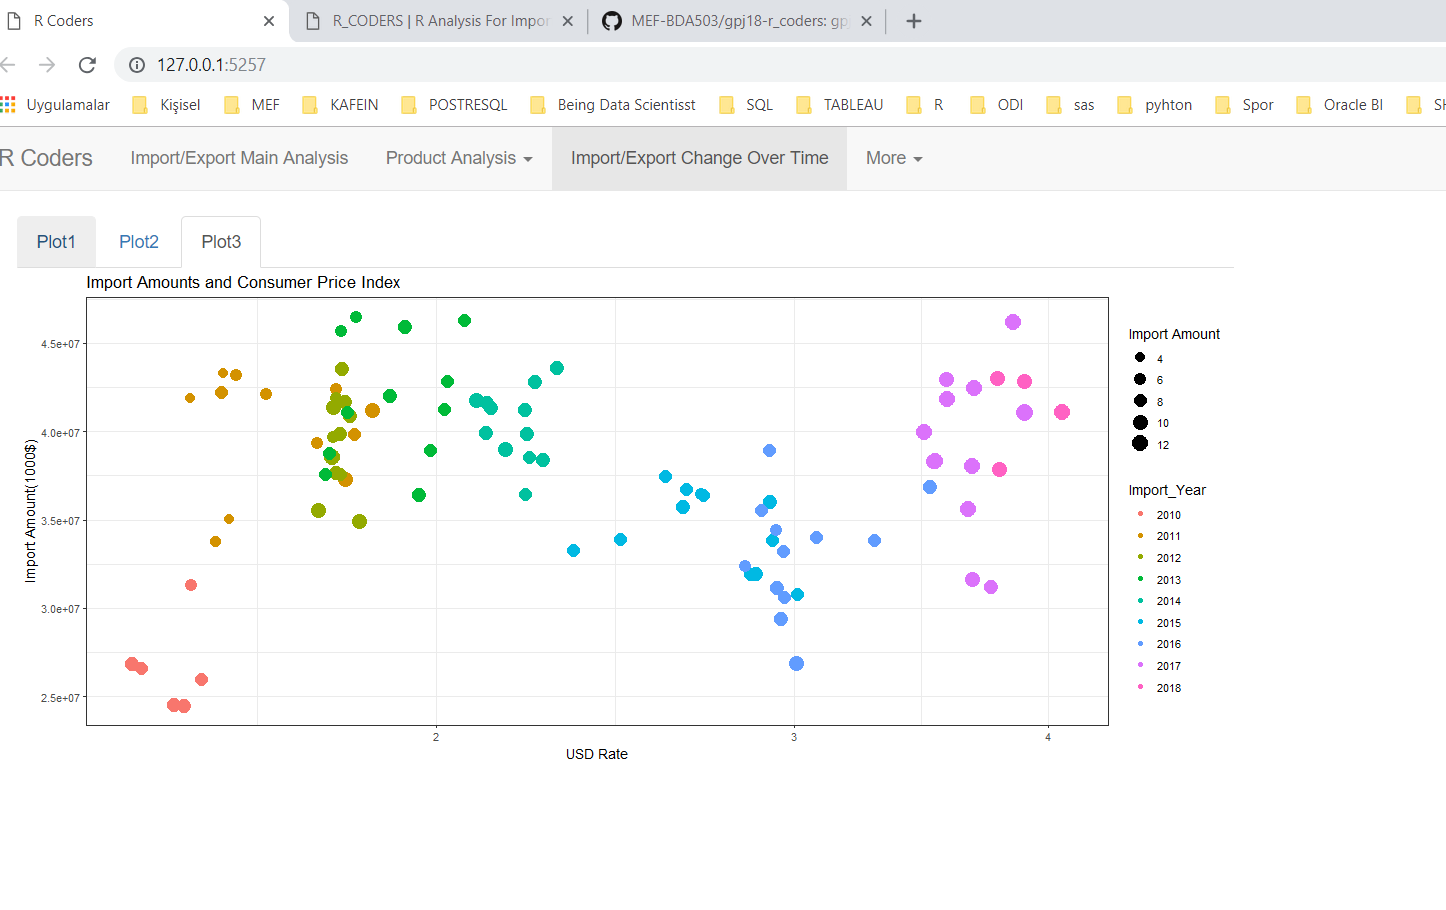 R Coders
R_CODERS | R Analysis For Impor
MEF-BDA503/gpj18-r_coders: gpj
127.0.0.1:5257
Uygulamalar Kişisel MEF KAFEIN POSTRESQL Being Data Scientisst SQL TABLEAU R ODI sas pyhton Spor Oracle BI SH
R Coders Import/Export Main Analysis Product Analysis Import/Export Change Over Time More
Plot1 Plot2 Plot3
Import Amounts and Consumer Price Index
Import Amount(1000$)
4.5e+07
4.0e+07
3.5e+07
3.0e+07
2.5e+07
2 3 4
USD Rate
Import Amount
4
6
8
10
12
Import_Year
2010
2011
2012
2013
2014
2015
2016
2017
2018